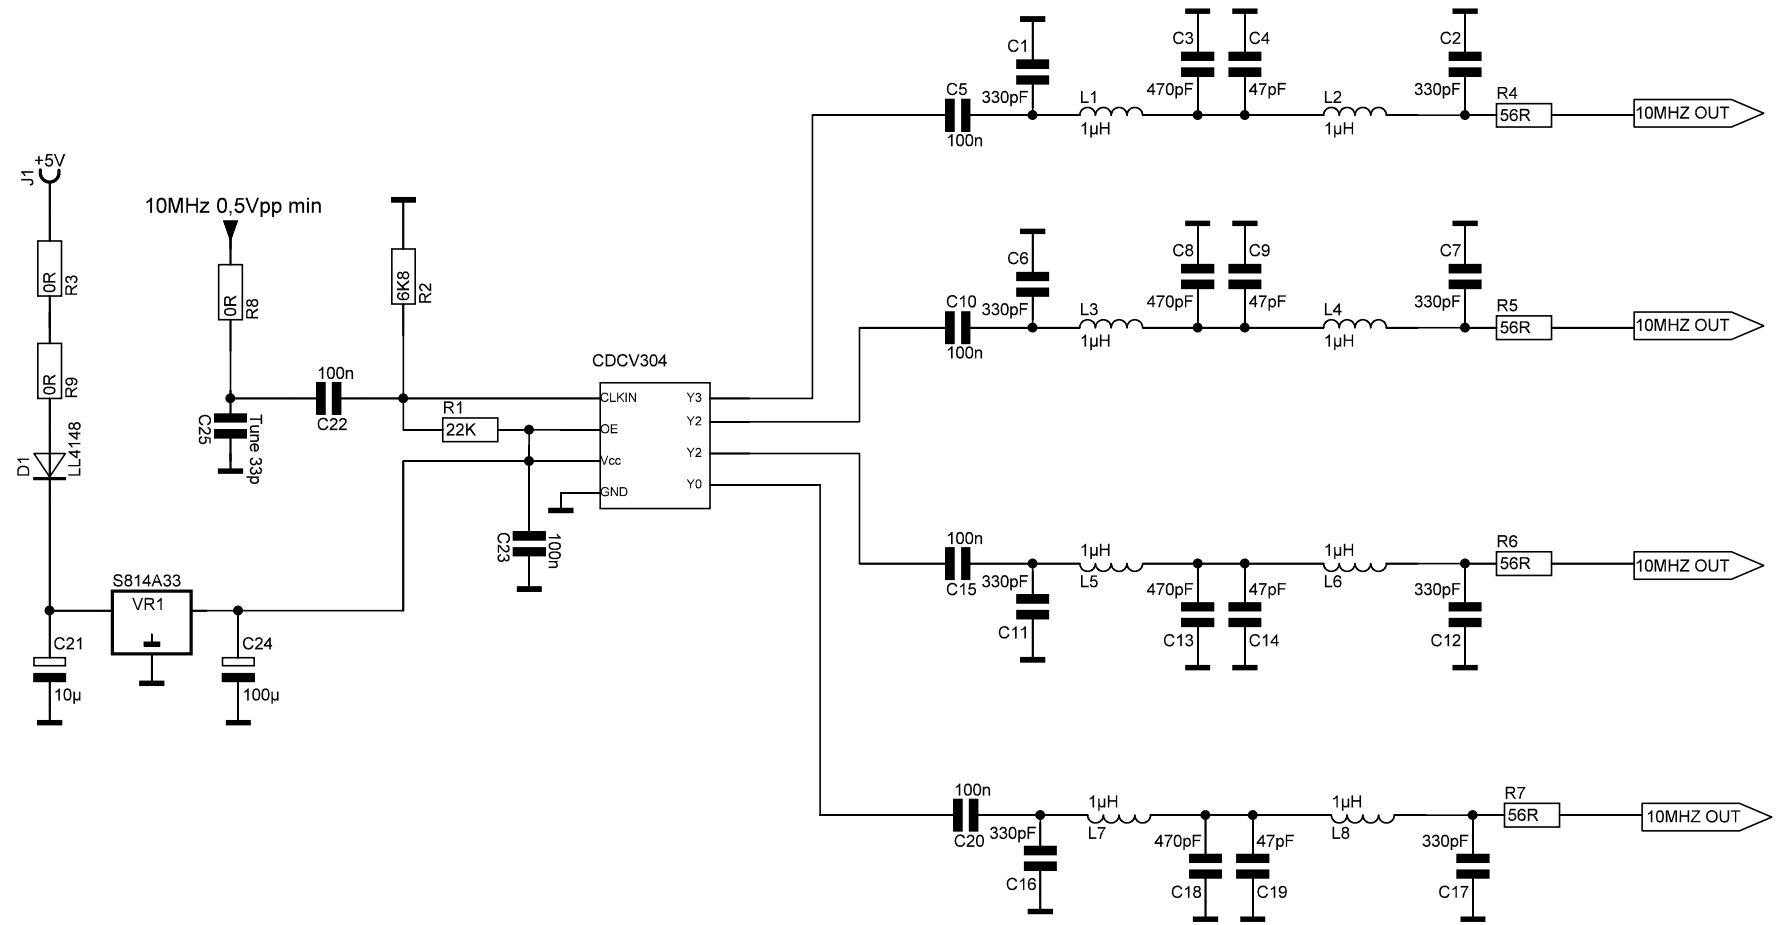 +5V
J1
0R
R3
0R
R9
D1
LL4148
C21
10µ
S814A33
VR1
C24
100µ
10MHz 0,5Vpp min
0R
R8
C25
Tune 33p
100n
C22
6K8
R2
R1
22K
C23
100n
CDCV304
CLKIN
OE
Vcc
GND
Y3
Y2
Y2
Y0
C5
100n
C1
330pF
L1
1µH
C3
470pF
C4
47pF
L2
1µH
C2
330pF
R4
56R
10MHZ OUT
C10
100n
C6
330pF
L3
1µH
C8
470pF
C9
47pF
L4
1µH
C7
330pF
R5
56R
10MHZ OUT
100n
C15
330pF
C11
1µH
L5
470pF
C13
47pF
C14
1µH
L6
330pF
C12
R6
56R
10MHZ OUT
100n
C20
330pF
C16
1µH
L7
470pF
C18
47pF
C19
1µH
L8
330pF
C17
R7
56R
10MHZ OUT